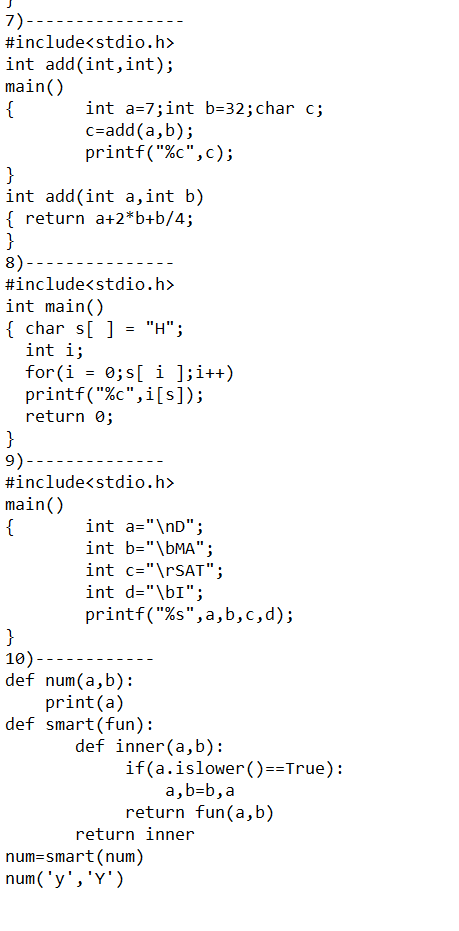 }
7)----------------
#include<stdio.h>
int add(int,int);
main()
{       int a=7;int b=32;char c;
        c=add(a,b);
        printf("%c",c);
}
int add(int a,int b)
{ return a+2*b+b/4;
}
8)---------------
#include<stdio.h>
int main()
{ char s[ ] = "H";
  int i;
  for(i = 0;s[ i ];i++)
  printf("%c",i[s]);
  return 0;
}
9)--------------
#include<stdio.h>
main()
{       int a="\nD";
        int b="\bMA";
        int c="\rSAT";
        int d="\bI";
        printf("%s",a,b,c,d);
}
10)------------
def num(a,b):
    print(a)
def smart(fun):
       def inner(a,b):
            if(a.islower()==True):
                a,b=b,a
            return fun(a,b)
       return inner
num=smart(num)
num('y','Y')